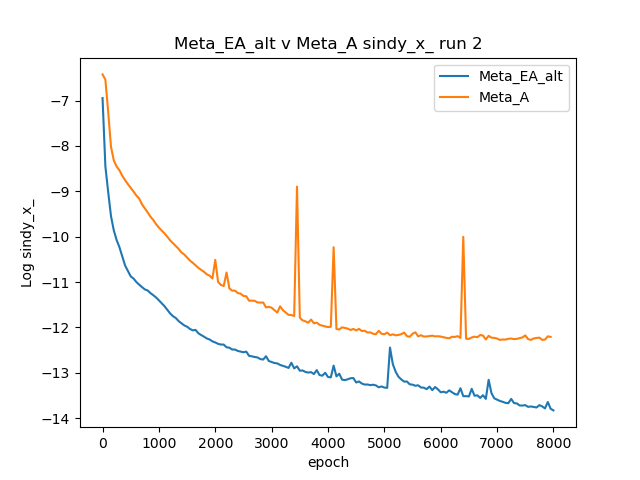 Meta_EA_alt v Meta_A sindy_x_ run 2
Meta_EA_alt
Meta_A
Log sindy_x_
−7
−8
−9
−10
−11
−12
−13
−14
0 1000 2000 3000 4000 5000 6000 7000 8000
epoch